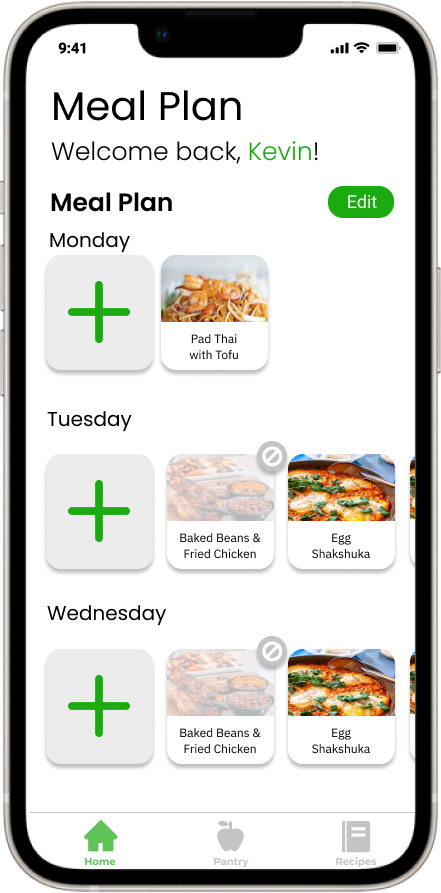 9:41
Meal Plan
Welcome back, Kevin!
Meal Plan
Edit
Monday
Pad Thai
with Tofu
Tuesday
Baked Beans &
Fried Chicken
Egg
Shakshuka
Wednesday
Baked Beans &
Fried Chicken
Egg
Shakshuka
Home
Pantry
Recipes